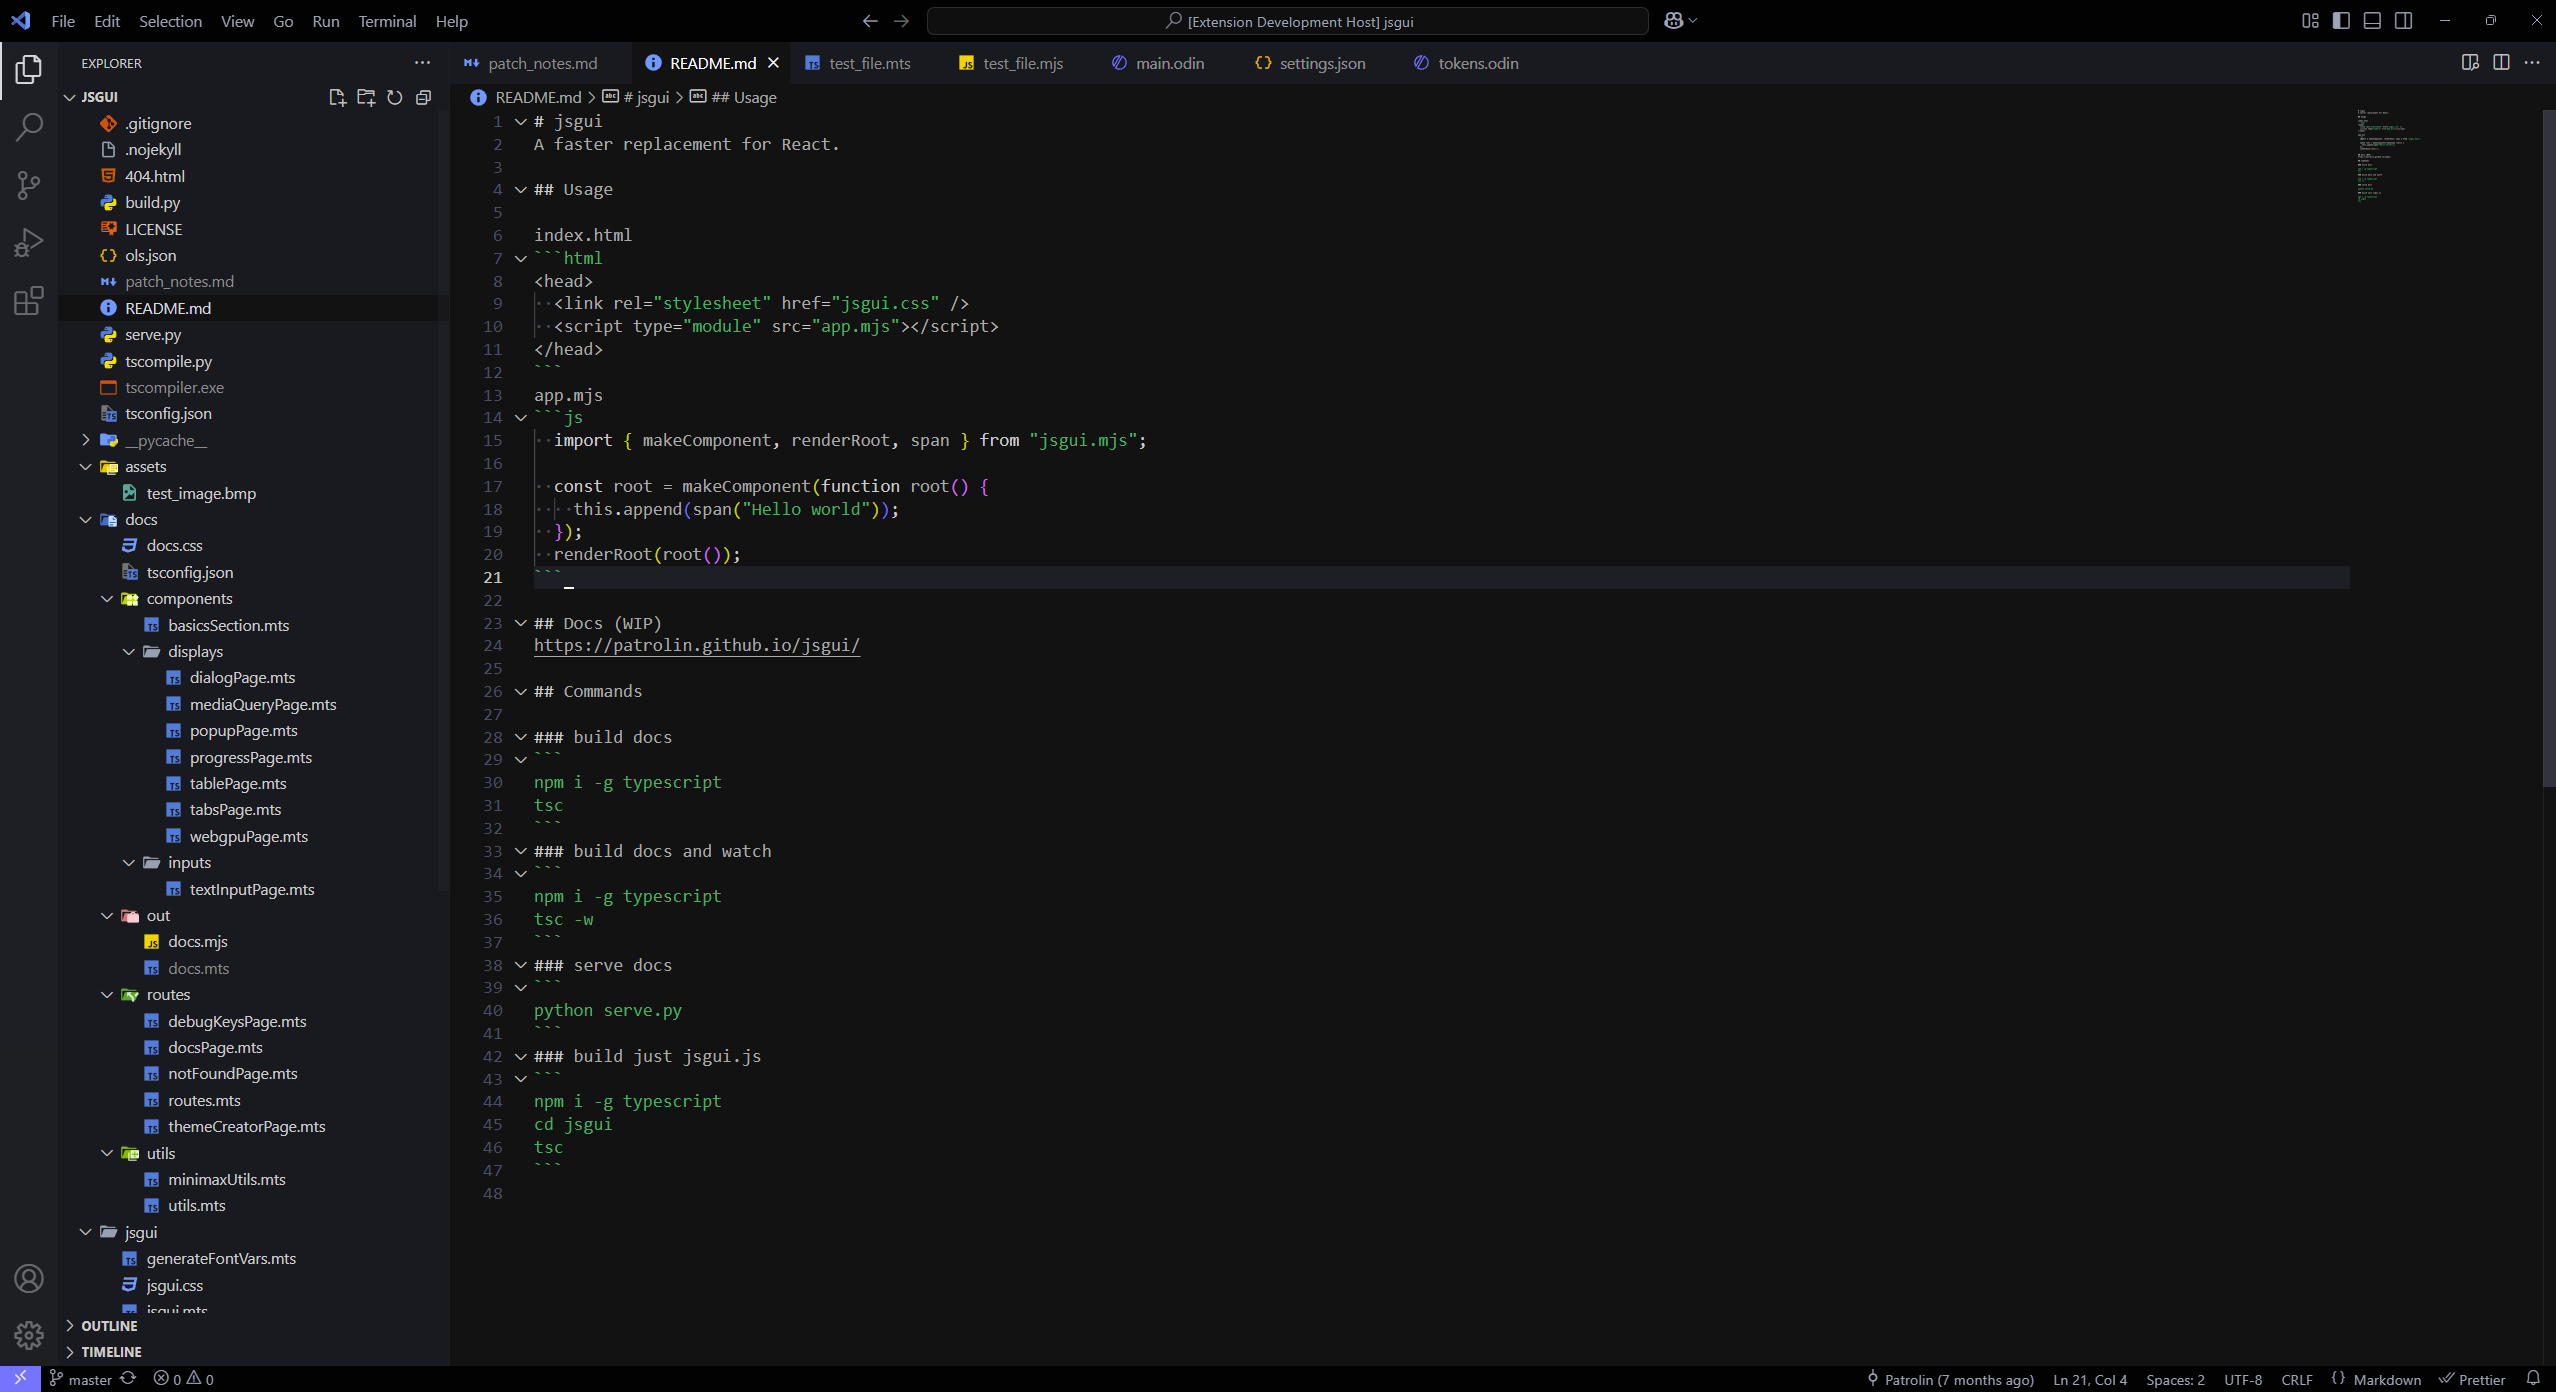 File Edit Selection View Go Run Terminal Help
[Extension Development Host] jsgui
EXPLORER
JSGUI
.gitignore
.nojekyll
404.html
build.py
LICENSE
ols.json
patch_notes.md
README.md
serve.py
tscompile.py
tscompiler.exe
tsconfig.json
__pycache__
assets
test_image.bmp
docs
docs.css
tsconfig.json
components
basicsSection.mts
displays
dialogPage.mts
mediaQueryPage.mts
popupPage.mts
progressPage.mts
tablePage.mts
tabsPage.mts
webgpuPage.mts
inputs
textInputPage.mts
out
docs.mjs
docs.mts
routes
debugKeysPage.mts
docsPage.mts
notFoundPage.mts
routes.mts
themeCreatorPage.mts
utils
minimaxUtils.mts
utils.mts
jsgui
generateFontVars.mts
jsgui.css
jsgui.mts
OUTLINE
TIMELINE
patch_notes.md README.md test_file.mts test_file.mjs main.odin settings.json tokens.odin
README.md > # jsgui > ## Usage
1 # jsgui
2 A faster replacement for React.
3
4 ## Usage
5
6 index.html
7 ```html
8 <head>
9 <link rel="stylesheet" href="jsgui.css" />
10 <script type="module" src="app.mjs"></script>
11 </head>
12 ```
13 app.mjs
14 ```js
15 import { makeComponent, renderRoot, span } from "jsgui.mjs";
16
17 const root = makeComponent(function root() {
18 this.append(span("Hello world"));
19 });
20 renderRoot(root());
21 ```
22
23 ## Docs (WIP)
24 https://patrolin.github.io/jsgui/
25
26 ## Commands
27
28 ### build docs
29 ```
30 npm i -g typescript
31 tsc
32 ```
33 ### build docs and watch
34 ```
35 npm i -g typescript
36 tsc -w
37 ```
38 ### serve docs
39 ```
40 python serve.py
41 ```
42 ### build just jsgui.js
43 ```
44 npm i -g typescript
45 cd jsgui
46 tsc
47 ```
48
master 0 0 Patrolin (7 months ago) Ln 21, Col 4 Spaces: 2 UTF-8 CRLF {} Markdown Prettier